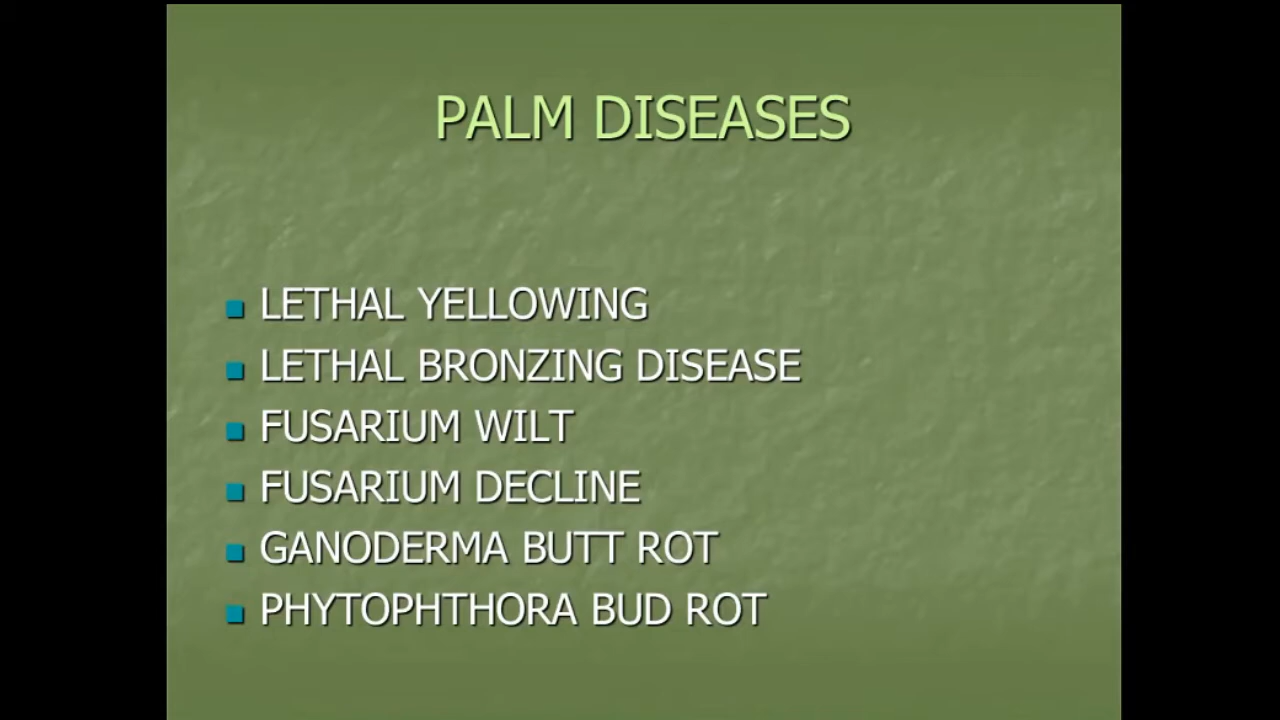 PALM DISEASES
LETHAL YELLOWING
LETHAL BRONZING DISEASE
FUSARIUM WILT
FUSARIUM DECLINE
GANODERMA BUTT ROT
PHYTOPHTHORA BUD ROT